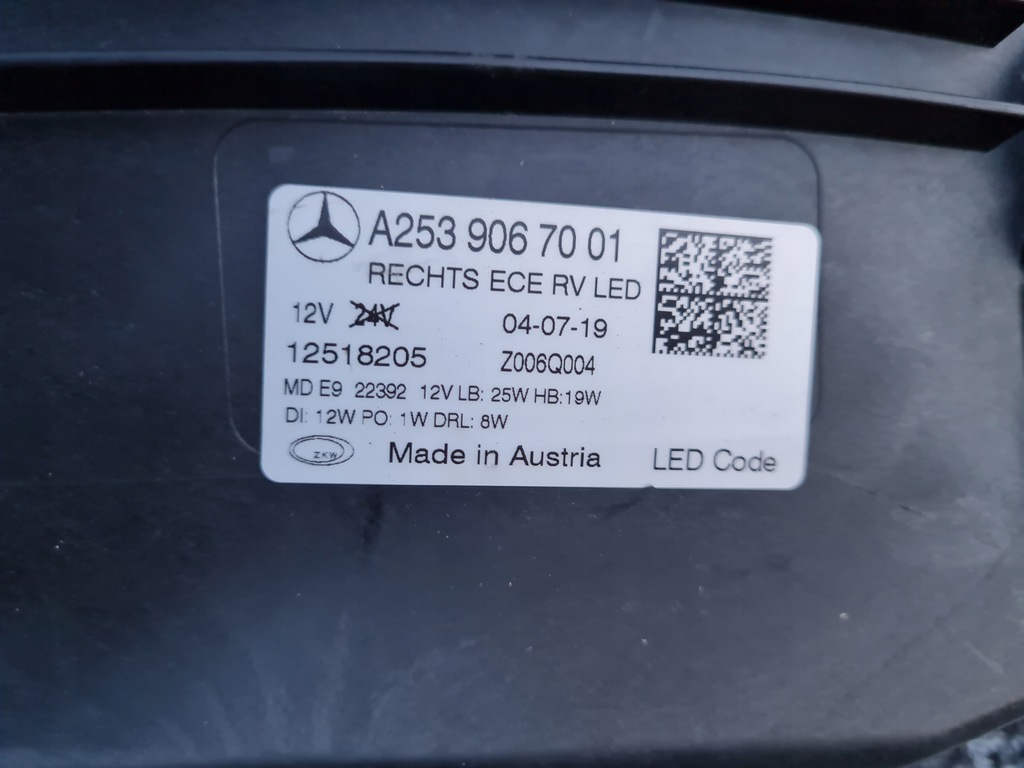 A253 906 70 01
RECHTS ECE RV LED
12V 24V 04-07-19
12518205 Z006Q004
MD E9 22392 12V LB: 25W HB:19W
DI: 12W PO: 1W DRL: 8W
ZKW Made in Austria LED Code